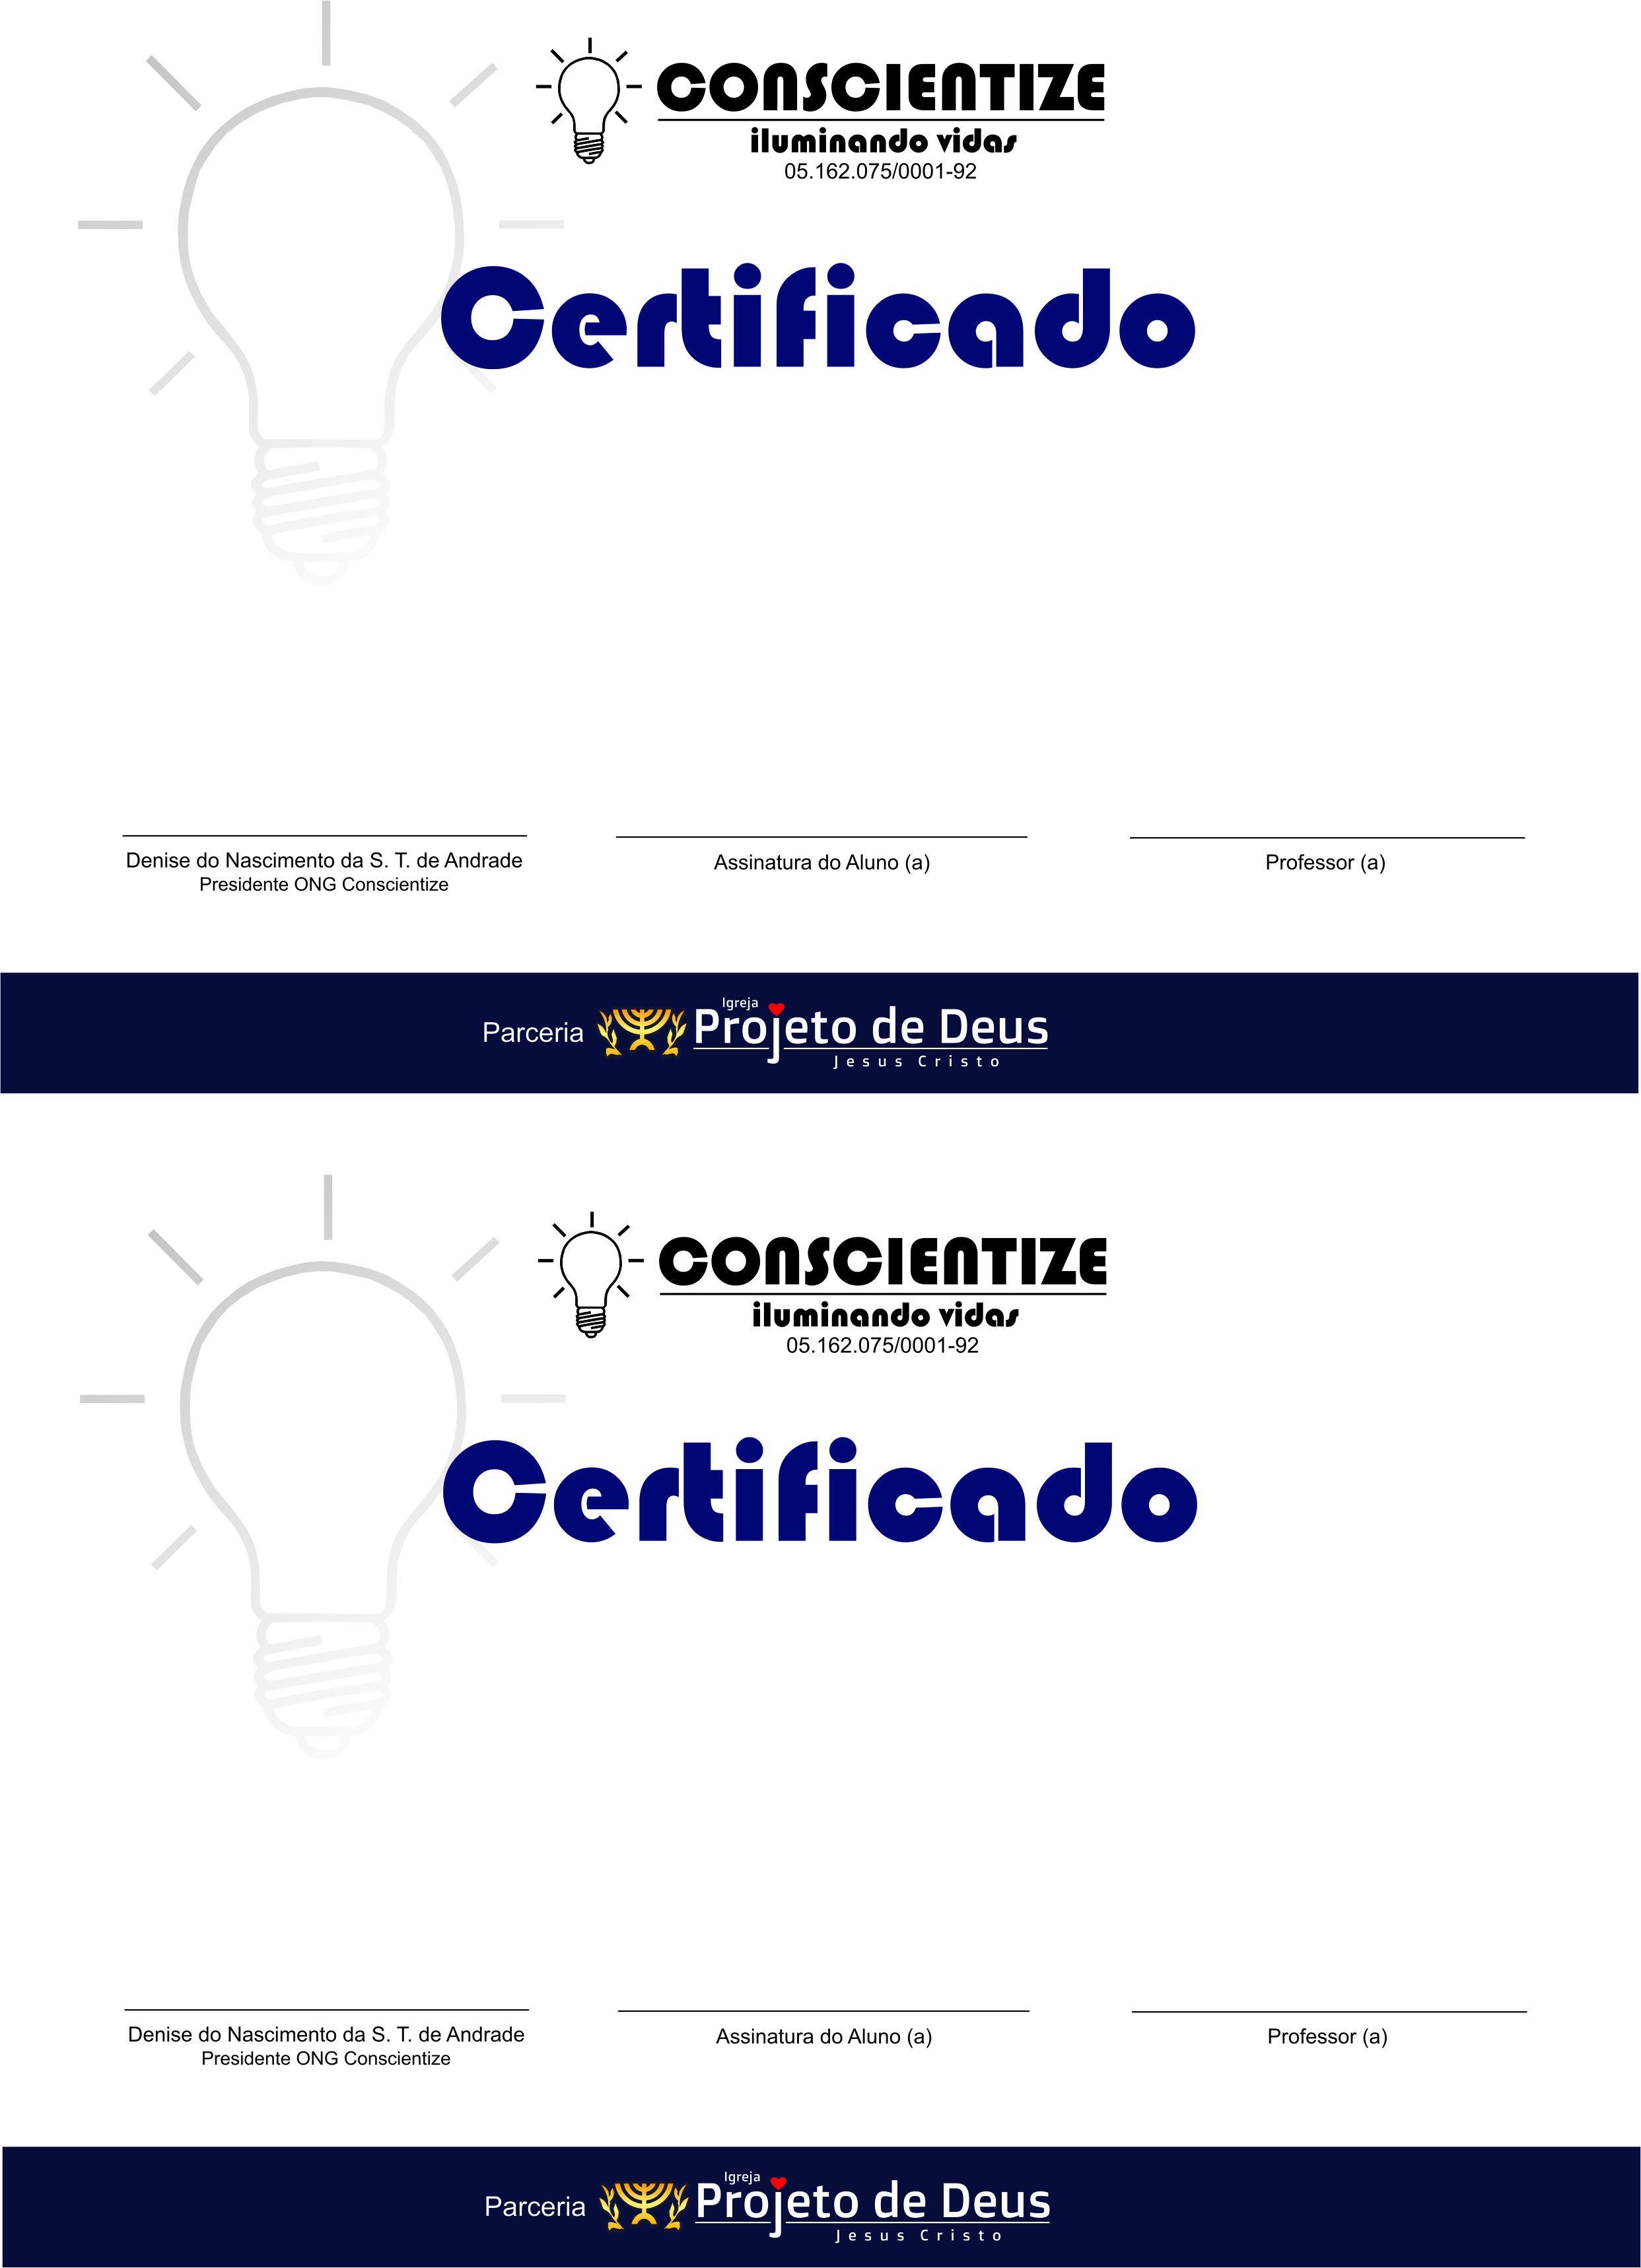 CONSCIENTIZE
iluminando vidas
05.162.075/0001-92
Certificado
Denise do Nascimento da S. T. de Andrade
Presidente ONG Conscientize
Assinatura do Aluno (a)
Professor (a)
Parceria
Igreja
Projeto de Deus
Jesus Cristo
CONSCIENTIZE
iluminando vidas
05.162.075/0001-92
Certificado
Denise do Nascimento da S. T. de Andrade
Presidente ONG Conscientize
Assinatura do Aluno (a)
Professor (a)
Parceria
Igreja
Projeto de Deus
Jesus Cristo